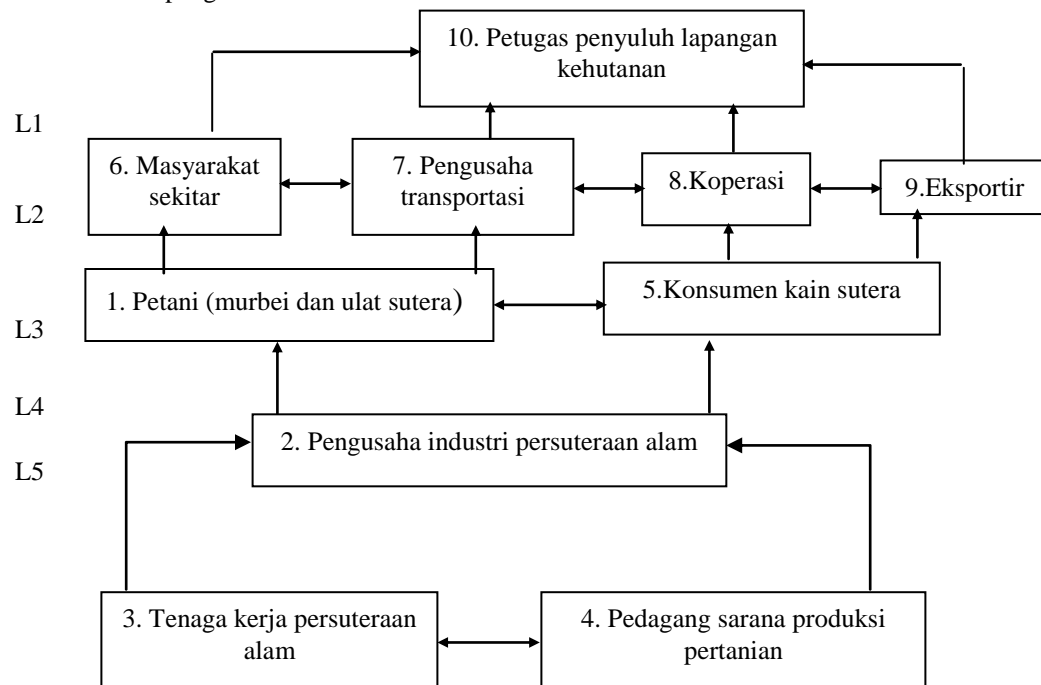 10. Petugas penyuluh lapangan
kehutanan
L1
6. Masyarakat
sekitar
7. Pengusaha
transportasi
8.Koperasi
9.Eksportir
L2
1. Petani (murbei dan ulat sutera)
5.Konsumen kain sutera
L3
L4
2. Pengusaha industri persuteraan alam
L5
3. Tenaga kerja persuteraan
alam
4. Pedagang sarana produksi
pertanian